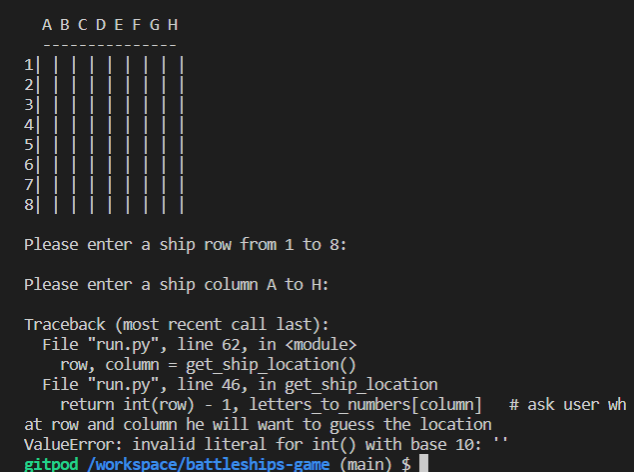 A B C D E F G H
---------------
1| | | | | | | | |
2| | | | | | | | |
3| | | | | | | | |
4| | | | | | | | |
5| | | | | | | | |
6| | | | | | | | |
7| | | | | | | | |
8| | | | | | | | |
Please enter a ship row from 1 to 8:
Please enter a ship column A to H:
Traceback (most recent call last):
File "run.py", line 62, in <module>
row, column = get_ship_location()
File "run.py", line 46, in get_ship_location
return int(row) - 1, letters_to_numbers[column]   # ask user wh
at row and column he will want to guess the location
ValueError: invalid literal for int() with base 10: ''
gitpod /workspace/battleships-game (main) $